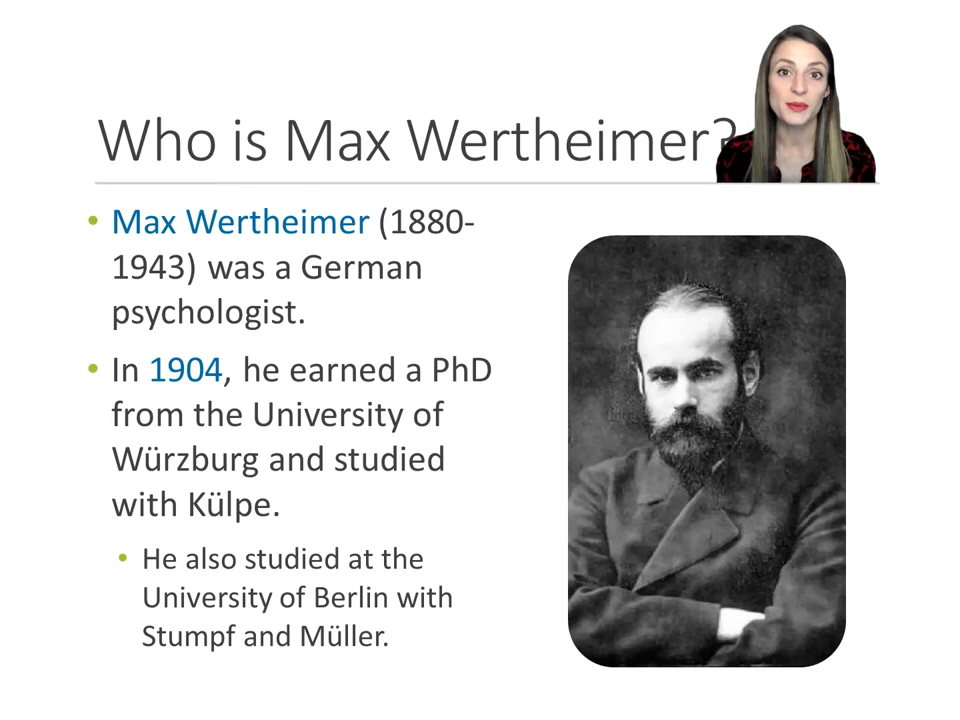 Who is Max Wertheimer?
• Max Wertheimer (1880-
1943) was a German
psychologist.
• In 1904, he earned a PhD
from the University of
Würzburg and studied
with Külpe.
• He also studied at the
University of Berlin with
Stumpf and Müller.